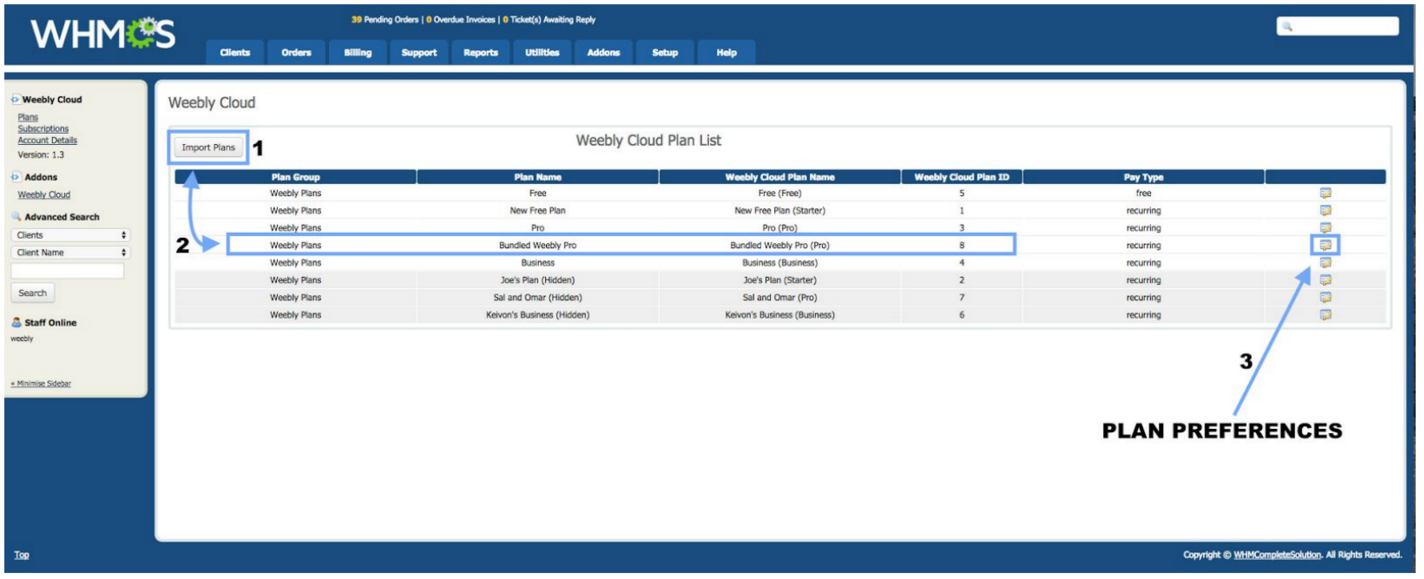 WHMCS
39 Pending Orders | 0 Overdue Invoices | 0 Ticket(s) Awaiting Reply
Clients Orders Billing Support Reports Utilities Addons Setup Help
Weebly Cloud
Plans
Subscriptions
Account Details
Version: 1.3
Addons
Weebly Cloud
Advanced Search
Clients
Client Name
Search
Staff Online
weebly
« Minimise Sidebar
Weebly Cloud
Import Plans 1 Weebly Cloud Plan List
Plan Group Plan Name Weebly Cloud Plan Name Weebly Cloud Plan ID Pay Type
Weebly Plans Free Free (Free) 5 free
Weebly Plans New Free Plan New Free Plan (Starter) 1 recurring
Weebly Plans Pro Pro (Pro) 3 recurring
2 Weebly Plans Bundled Weebly Pro Bundled Weebly Pro (Pro) 8 recurring
Weebly Plans Business Business (Business) 4 recurring
Weebly Plans Joe's Plan (Hidden) Joe's Plan (Starter) 2 recurring
Weebly Plans Sal and Omar (Hidden) Sal and Omar (Pro) 7 recurring
Weebly Plans Keivon's Business (Hidden) Keivon's Business (Business) 6 recurring
3
PLAN PREFERENCES
Top
Copyright © WHMCompleteSolution. All Rights Reserved.